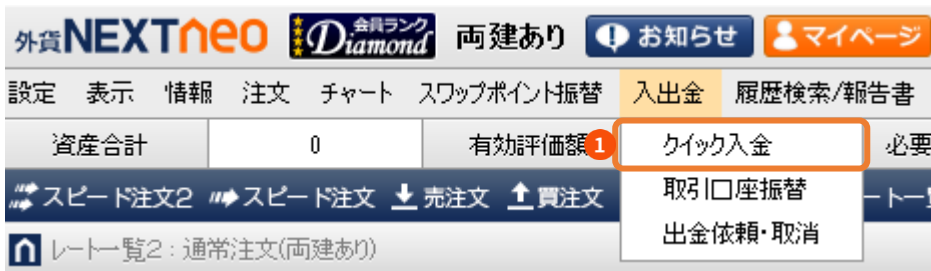 外貨NEXTneo 会員ランク Diamond 両建あり お知らせ マイページ
設定 表示 情報 注文 チャート スワップポイント振替 入出金 履歴検索/報告書
資産合計 0 有効評価額 1 クイック入金 必要
スピード注文2 スピード注文 売注文 買注文 取引口座振替
出金依頼・取消
レート一覧2:通常注文(両建あり)